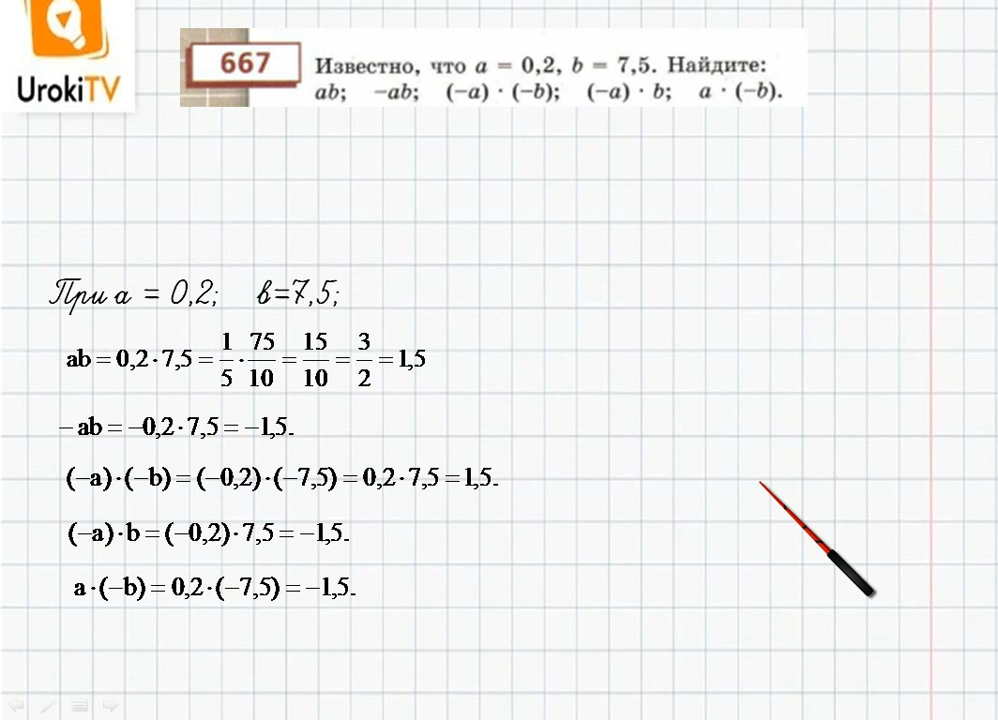 UrokiTV
667
Известно, что a = 0,2, b = 7,5. Найдите:
ab; −ab; (−a) · (−b); (−a) · b; a · (−b).
При a = 0,2; в=7,5;
ab = 0,2 · 7,5 = 1/5 · 75/10 = 15/10 = 3/2 = 1,5
− ab = −0,2 · 7,5 = −1,5.
(−a) · (−b) = (−0,2) · (−7,5) = 0,2 · 7,5 = 1,5.
(−a) · b = (−0,2) · 7,5 = −1,5.
a · (−b) = 0,2 · (−7,5) = −1,5.